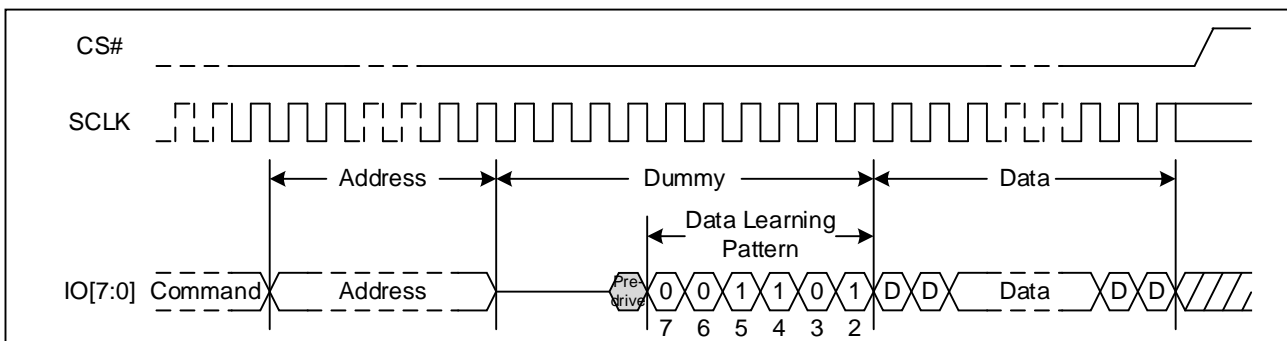 CS#
SCLK
Address Dummy Data
Data Learning
Pattern
IO[7:0] Command Address Pre-
drive 0 0 1 1 0 1 D D Data D D
7 6 5 4 3 2